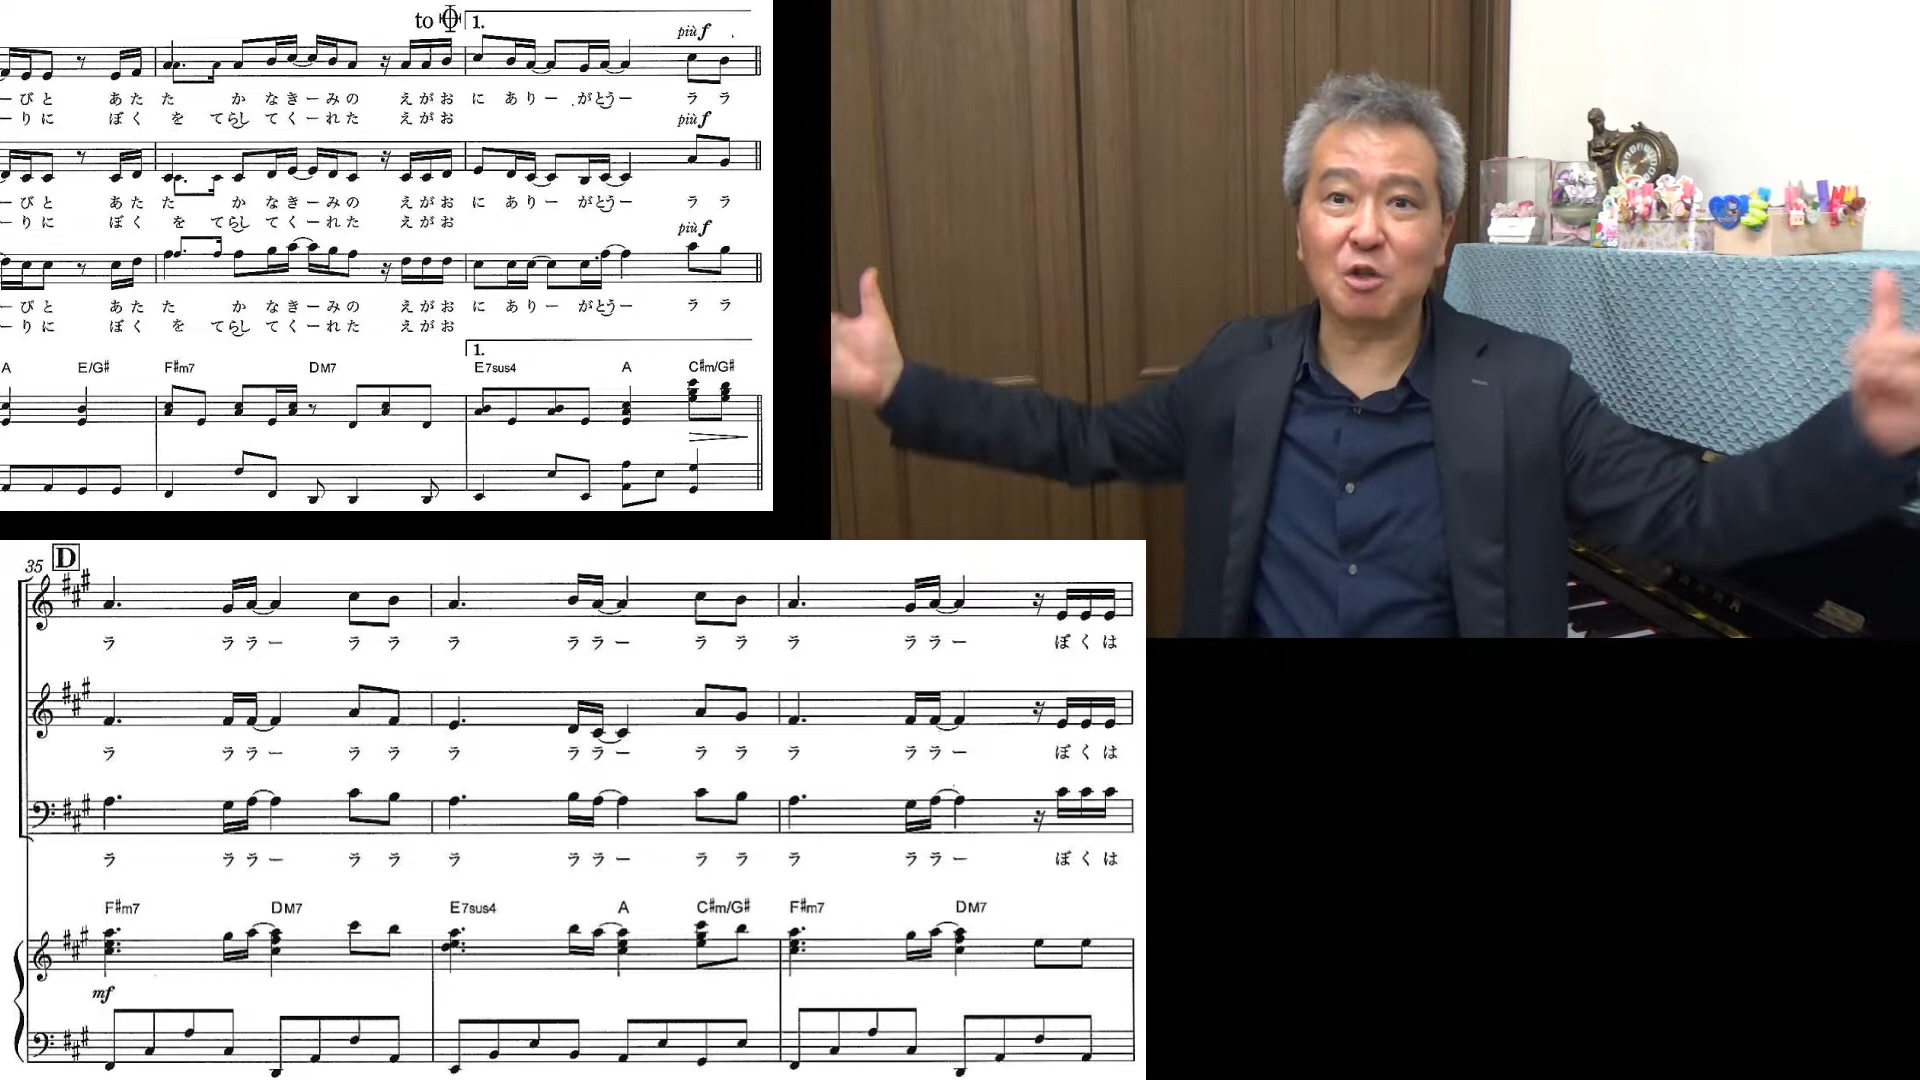 to 1.
più f
ーびと あたた かなきーみの えがお に ありー がとうー ララ
ーりに ぼくを てらしてくーれた えがお
più f
ーびと あたた かなきーみの えがお に ありー がとうー ララ
ーりに ぼくを てらしてくーれた えがお
più f
ーびと あたた かなきーみの えがお に ありー がとうー ララ
ーりに ぼくを てらしてくーれた えがお
1.
A E/G# F#m7 DM7 E7sus4 A C#m/G#
35 D
ラ ララー ララ ラ ララー ララ ラ ララー ぼくは
ラ ララー ララ ラ ララー ララ ラ ララー ぼくは
ラ ララー ララ ラ ララー ララ ラ ララー ぼくは
F#m7 DM7 E7sus4 A C#m/G# F#m7 DM7
mf